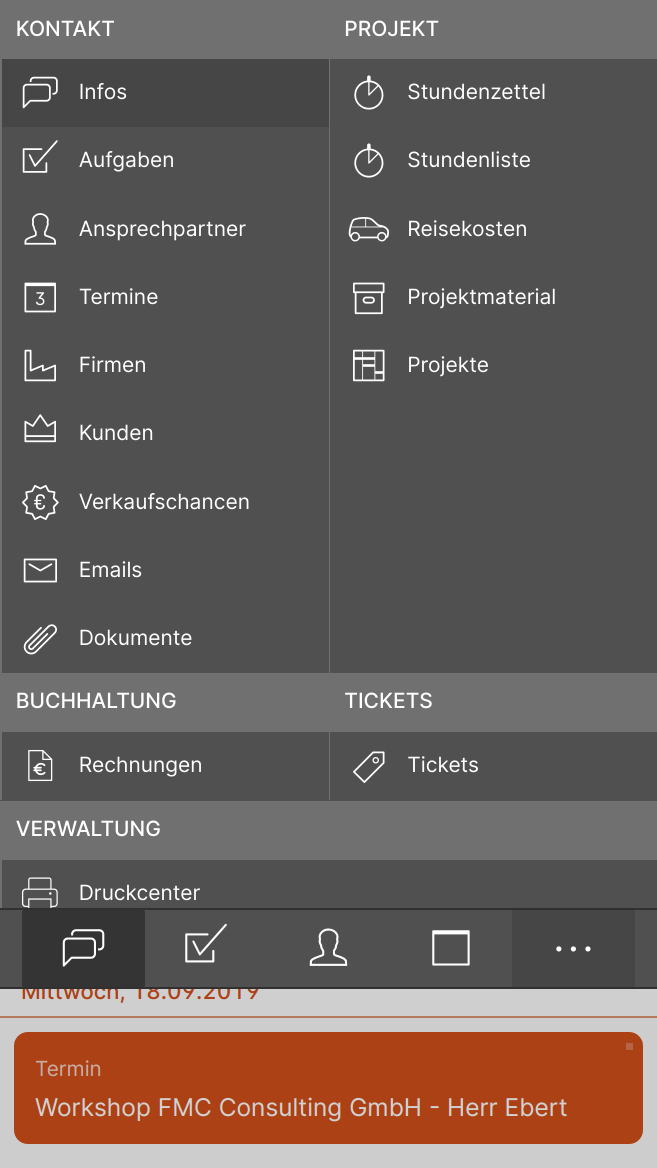 KONTAKT
PROJEKT
Infos
Stundenzettel
Aufgaben
Stundenliste
Ansprechpartner
Reisekosten
3
Termine
Projektmaterial
Firmen
Projekte
Kunden
€
Verkaufschancen
Emails
Dokumente
BUCHHALTUNG
TICKETS
€
Rechnungen
Tickets
VERWALTUNG
Druckcenter
...
Mittwoch, 18.09.2019
Termin
Workshop FMC Consulting GmbH - Herr Ebert